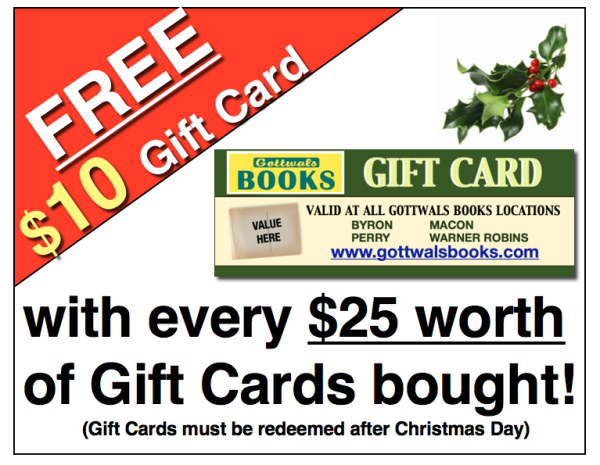 FREE
$10 Gift Card
Gottwals
BOOKS
GIFT CARD
VALUE
HERE
VALID AT ALL GOTTWALS BOOKS LOCATIONS
BYRON MACON
PERRY WARNER ROBINS
www.gottwalsbooks.com
with every $25 worth
of Gift Cards bought!
(Gift Cards must be redeemed after Christmas Day)